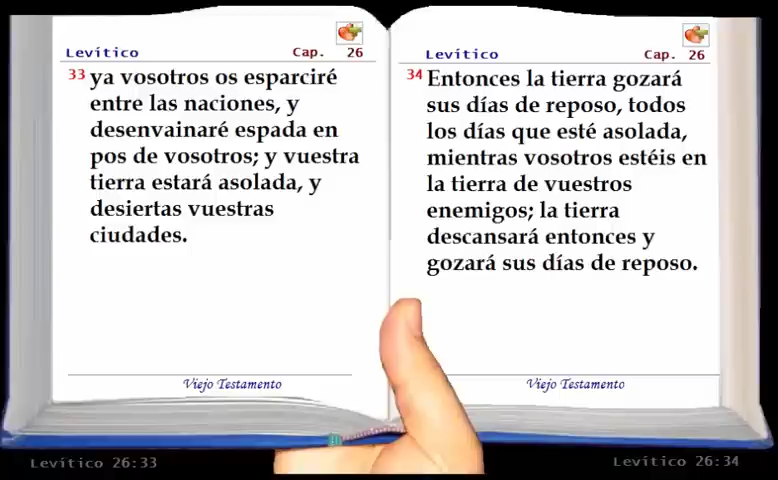 Levítico Cap. 26
33 ya vosotros os esparciré
entre las naciones, y
desenvainaré espada en
pos de vosotros; y vuestra
tierra estará asolada, y
desiertas vuestras
ciudades.
Viejo Testamento
Levítico 26:33
Levítico Cap. 26
34 Entonces la tierra gozará
sus días de reposo, todos
los días que esté asolada,
mientras vosotros estéis en
la tierra de vuestros
enemigos; la tierra
descansará entonces y
gozará sus días de reposo.
Viejo Testamento
Levítico 26:34